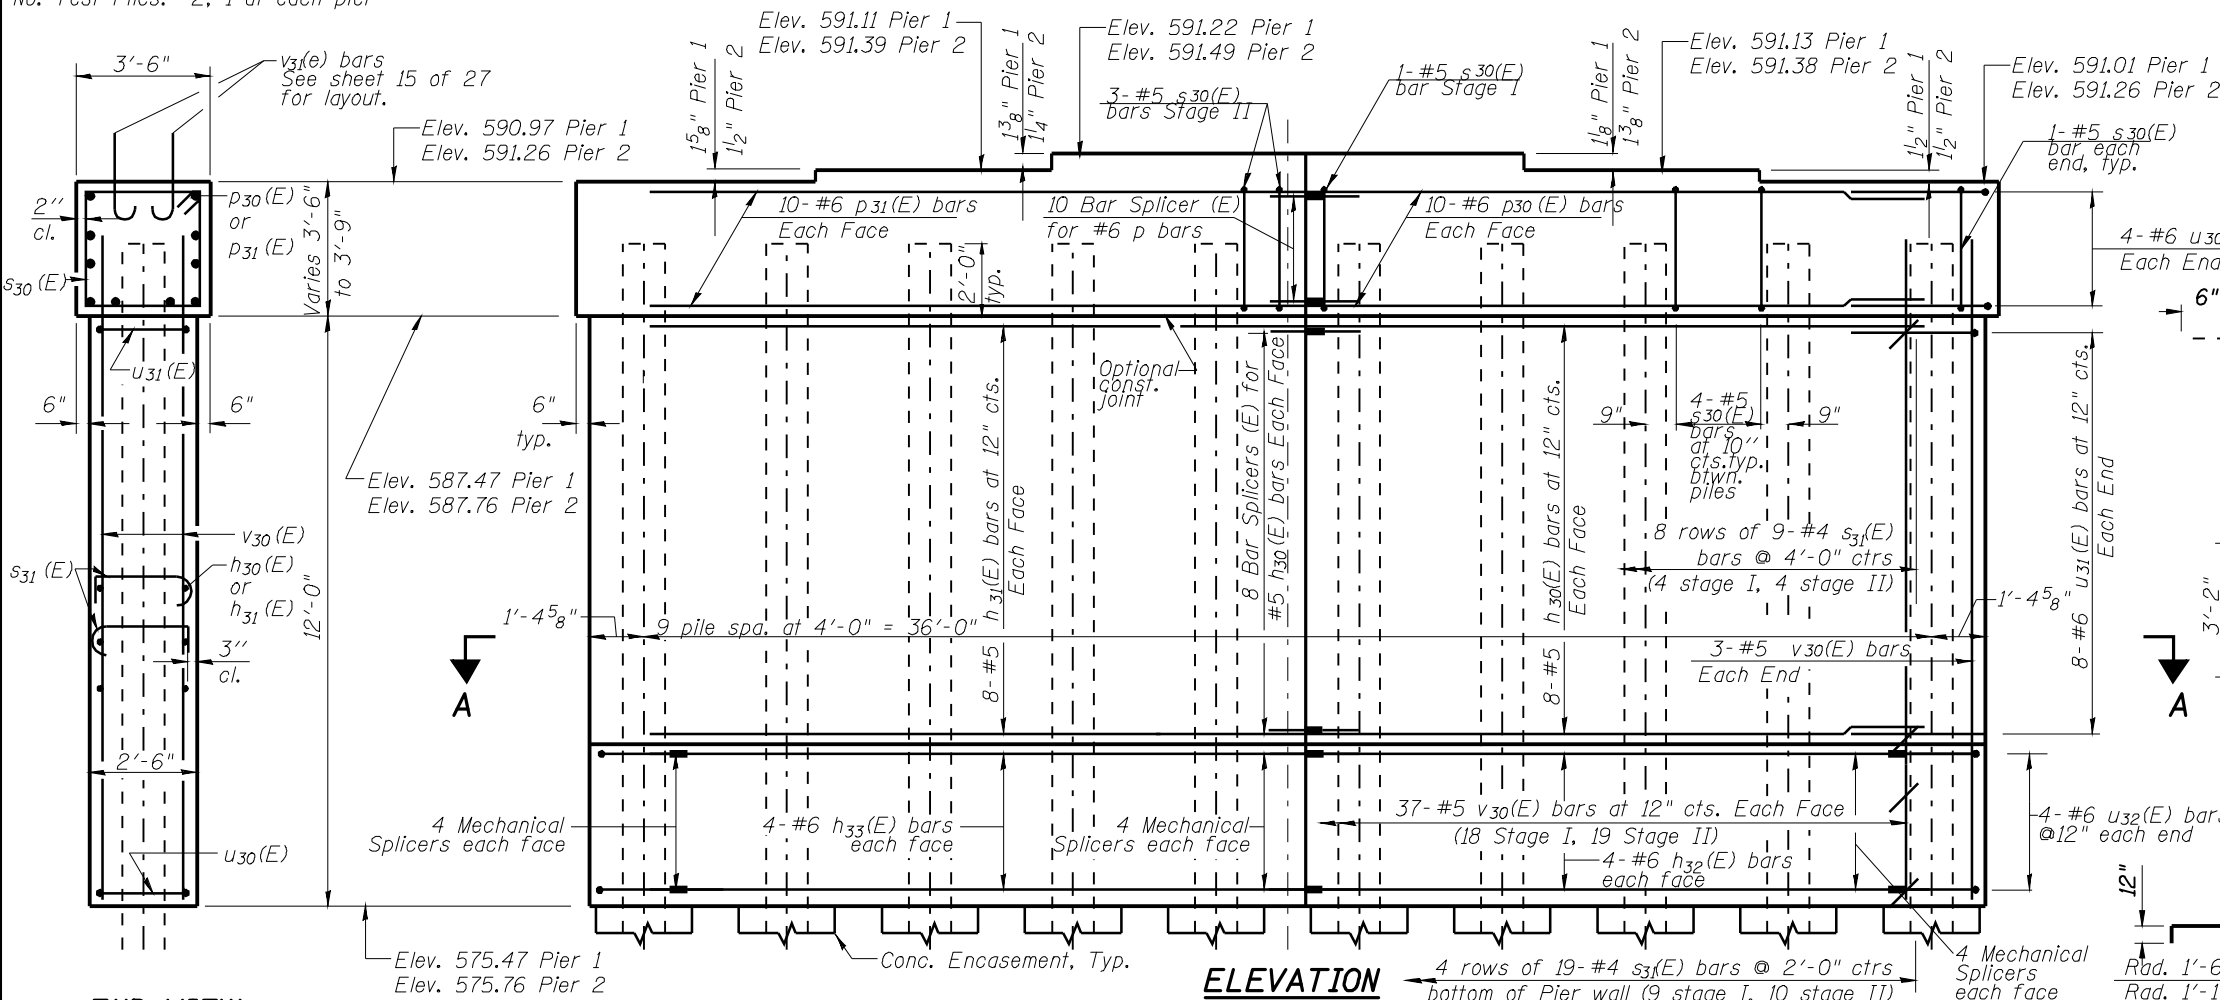 3'-6"
v31(e) bars
See sheet 15 of 27
for layout.
Elev. 590.97 Pier 1
Elev. 591.26 Pier 2
1 5/8" Pier 1
1 1/2" Pier 2
Elev. 591.11 Pier 1
Elev. 591.39 Pier 2
1 3/8" Pier 1
1 1/4" Pier 2
Elev. 591.22 Pier 1
Elev. 591.49 Pier 2
3-#5 s30(E)
bars Stage II
1-#5 s30(E)
bar Stage I
1 1/8" Pier 1
1 3/8" Pier 2
Elev. 591.13 Pier 1
Elev. 591.38 Pier 2
1 1/2" Pier 1
1 1/2" Pier 2
Elev. 591.01 Pier 1
Elev. 591.26 Pier 2
1-#5 s30(E)
bar each
end, typ.
2"
cl.
p30(E)
or
p31(E)
s30(E)
Varies 3'-6"
to 3'-9"
10-#6 p31(E) bars
Each Face
10 Bar Splicer (E)
for #6 p bars
10-#6 p30(E) bars
Each Face
2'-0"
typ.
4-#6
Each End
6"
u31(E)
6"
6"
6"
typ.
Optional
const.
joint
Elev. 587.47 Pier 1
Elev. 587.76 Pier 2
8-#5 h31(E) bars at 12" cts.
Each Face
8 Bar Splicers (E) for
#5 h30(E) bars Each Face
8-#5 h30(E) bars at 12" cts.
Each Face
9"
4-#5
s30(E)
bars
at 10"
cts.typ.
btwn.
piles
9"
8 rows of 9-#4 s31(E)
bars @ 4'-0" ctrs
(4 stage I, 4 stage II)
8-#6 u31(E) bars at 12" cts.
Each End
v30(E)
s31(E)
h30(E)
or
h31(E)
12'-0"
3"
cl.
1'-4 5/8"
9 pile spa. at 4'-0" = 36'-0"
1'-4 5/8"
3'-2"
3-#5 v30(E) bars
Each End
A
A
2'-6"
4 Mechanical
Splicers each face
4-#6 h33(E) bars
each face
4 Mechanical
Splicers each face
37-#5 v30(E) bars at 12" cts. Each Face
(18 Stage I, 19 Stage II)
4-#6 h32(E) bars
each face
4-#6 u32(E) bars
@12" each end
u30(E)
12"
Elev. 575.47 Pier 1
Elev. 575.76 Pier 2
Conc. Encasement, Typ.
ELEVATION
4 rows of 19-#4 s31(E) bars @ 2'-0" ctrs
bottom of Pier wall (9 stage I, 10 stage II)
4 Mechanical
Splicers
each face
Rad. 1'-6
Rad. 1'-1